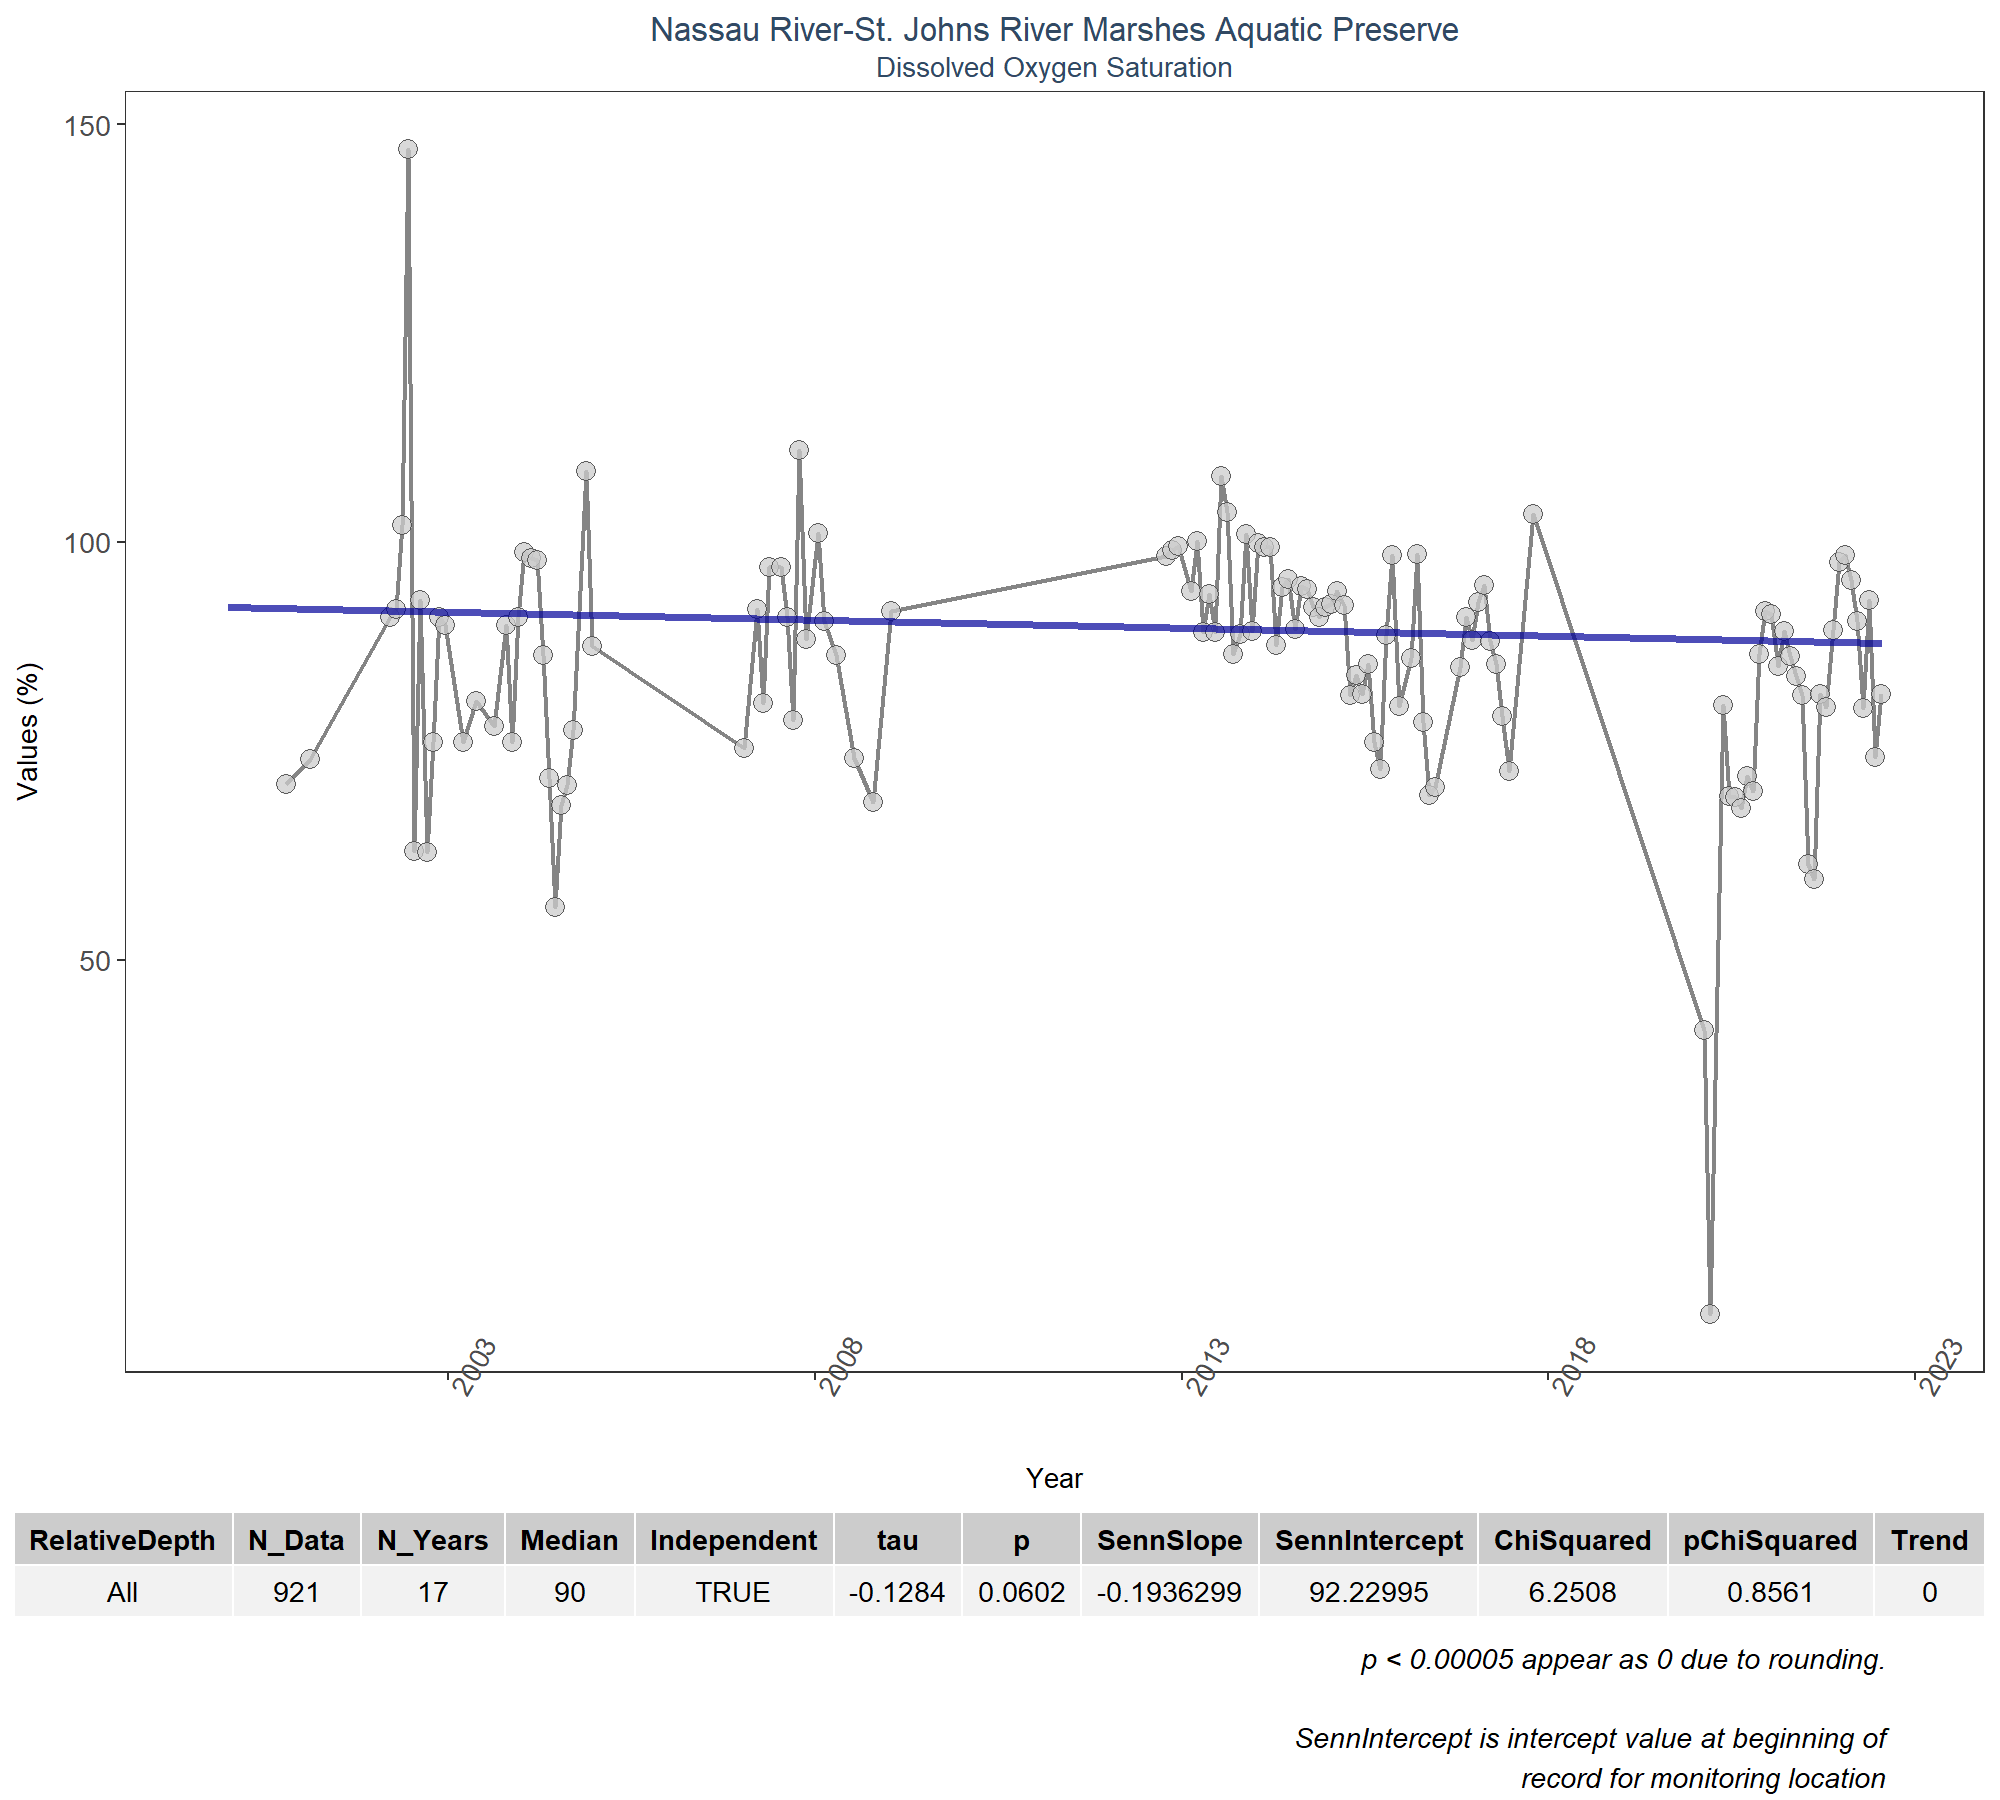 Nassau River-St. Johns River Marshes Aquatic Preserve
Dissolved Oxygen Saturation
150
100
50
Values (%)
2003 2008 2013 2018 2023
Year
RelativeDepth N_Data N_Years Median Independent tau p SennSlope SennIntercept ChiSquared pChiSquared Trend
All 921 17 90 TRUE -0.1284 0.0602 -0.1936299 92.22995 6.2508 0.8561 0
p < 0.00005 appear as 0 due to rounding.
SennIntercept is intercept value at beginning of
record for monitoring location